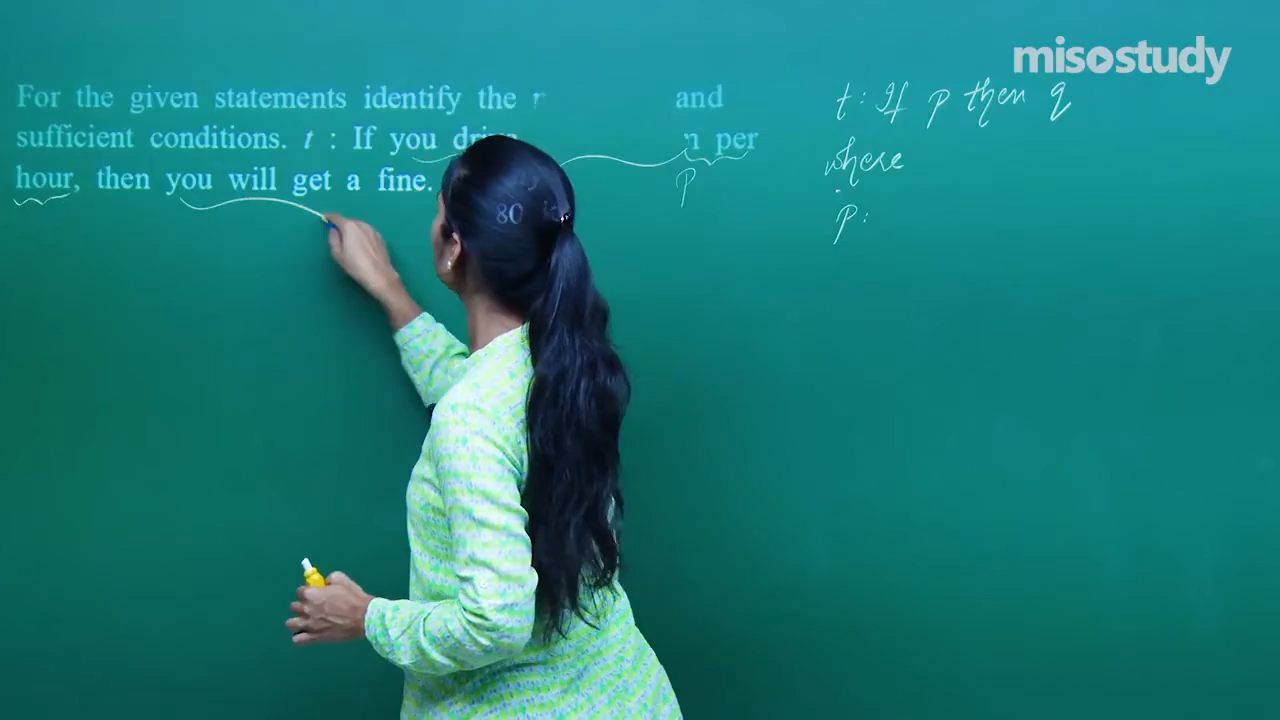 misostudy
For the given statements identify the and
sufficient conditions. t : If you per
hour, then you will get a fine.
80
p
t: If p then q
where
p: